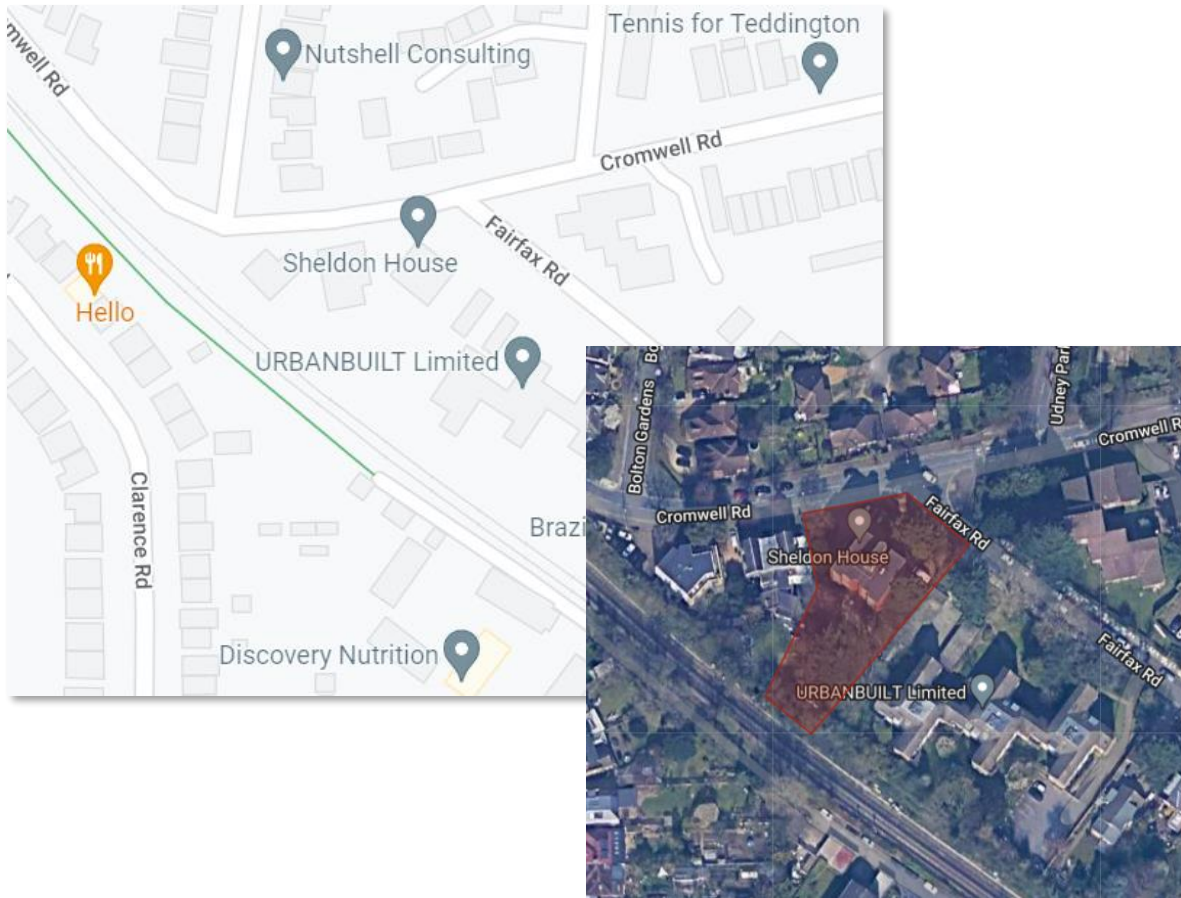 mwell Rd
Nutshell Consulting
Tennis for Teddington
Cromwell Rd
Sheldon House
Fairfax Rd
Hello
URBANBUILT Limited
Clarence Rd
Brazi
Discovery Nutrition
Bo
Bolton Gardens
Udney Par
Cromwell R
Cromwell Rd
Fairfax Rd
Sheldon House
Fairfax Rd
URBANBUILT Limited